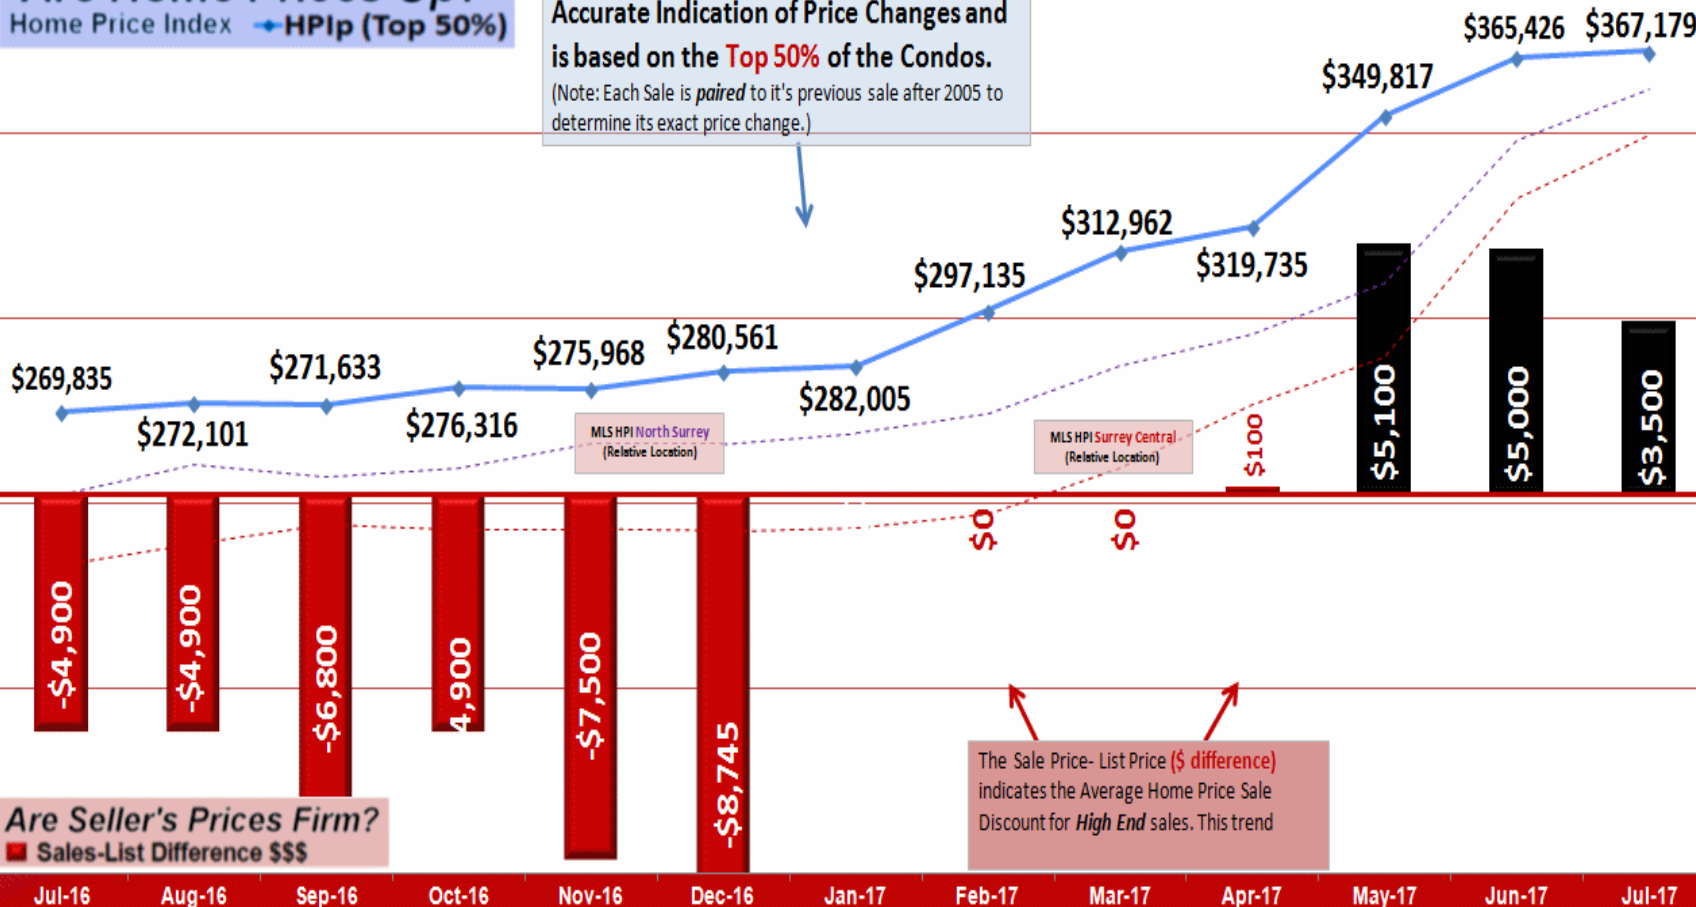 Home Price Index HPIp (Top 50%)
Accurate Indication of Price Changes and
is based on the Top 50% of the Condos.
(Note: Each Sale is paired to it's previous sale after 2005 to
determine its exact price change.)
$269,835
$272,101
$271,633
$276,316
$275,968
$280,561
$282,005
$297,135
$312,962
$319,735
$349,817
$365,426
$367,179
MLS HPI North Surrey
(Relative Location)
MLS HPI Surrey Central
(Relative Location)
-$4,900
-$4,900
-$6,800
4,900
-$7,500
-$8,745
$0
$0
$100
$5,100
$5,000
$3,500
The Sale Price- List Price ($ difference)
indicates the Average Home Price Sale
Discount for High End sales. This trend
Are Seller's Prices Firm?
Sales-List Difference $$$
Jul-16 Aug-16 Sep-16 Oct-16 Nov-16 Dec-16 Jan-17 Feb-17 Mar-17 Apr-17 May-17 Jun-17 Jul-17